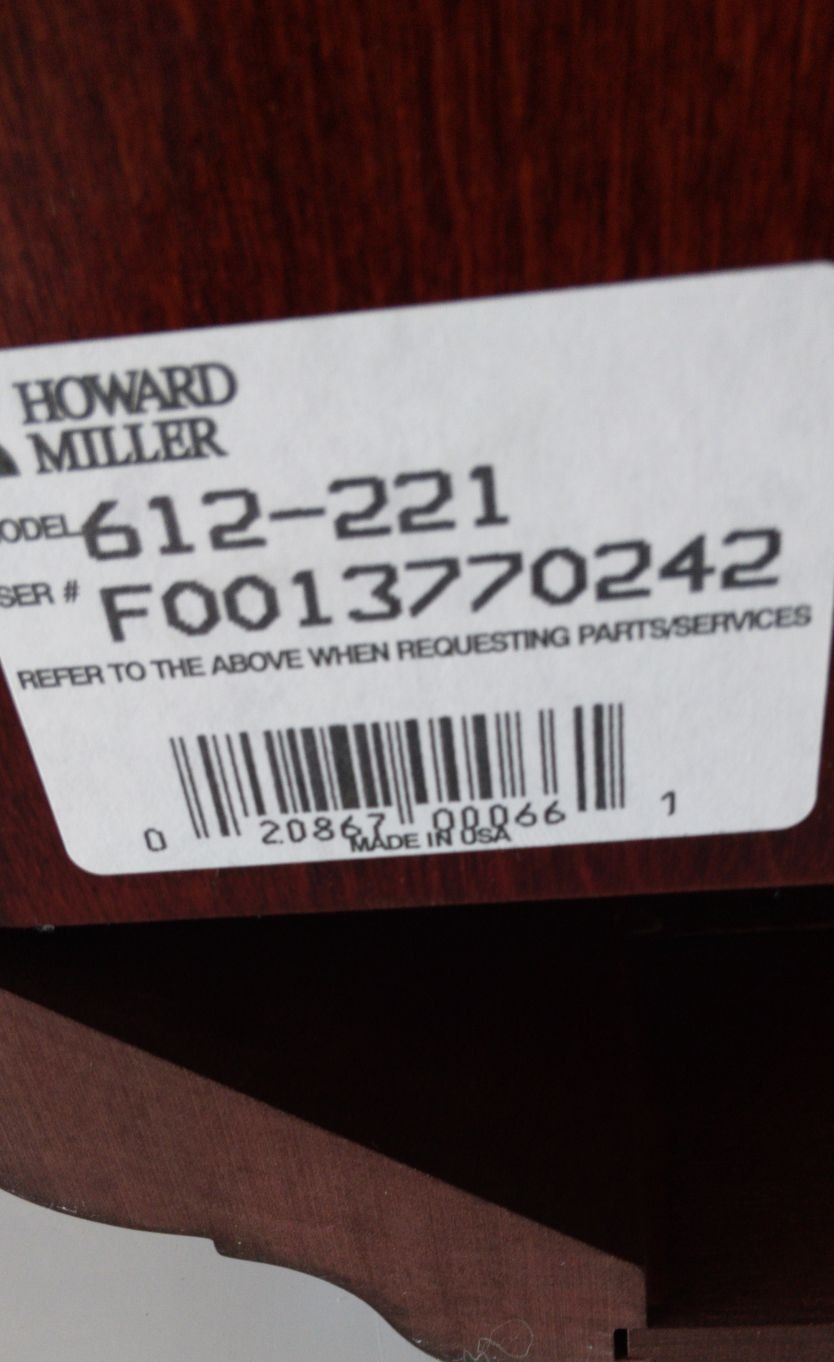 HOWARD
MILLER
ODEL 612-221
SER # F0013770242
REFER TO THE ABOVE WHEN REQUESTING PARTS/SERVICES
0 20867 00066 1
MADE IN USA